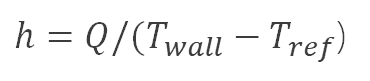 h = Q/(T_wall − T_ref)